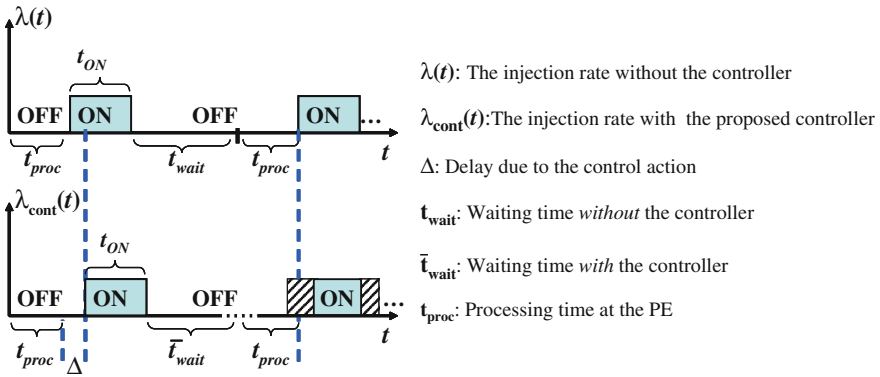 λ(t)
t_ON
OFF ON OFF ON ...
t_proc t_wait t_proc t
λ_cont(t)
t_ON
OFF ON OFF ON ...
t_proc Δ t̄_wait t_proc t
λ(t): The injection rate without the controller
λ_cont(t):The injection rate with the proposed controller
Δ: Delay due to the control action
t_wait: Waiting time without the controller
t̄_wait: Waiting time with the controller
t_proc: Processing time at the PE